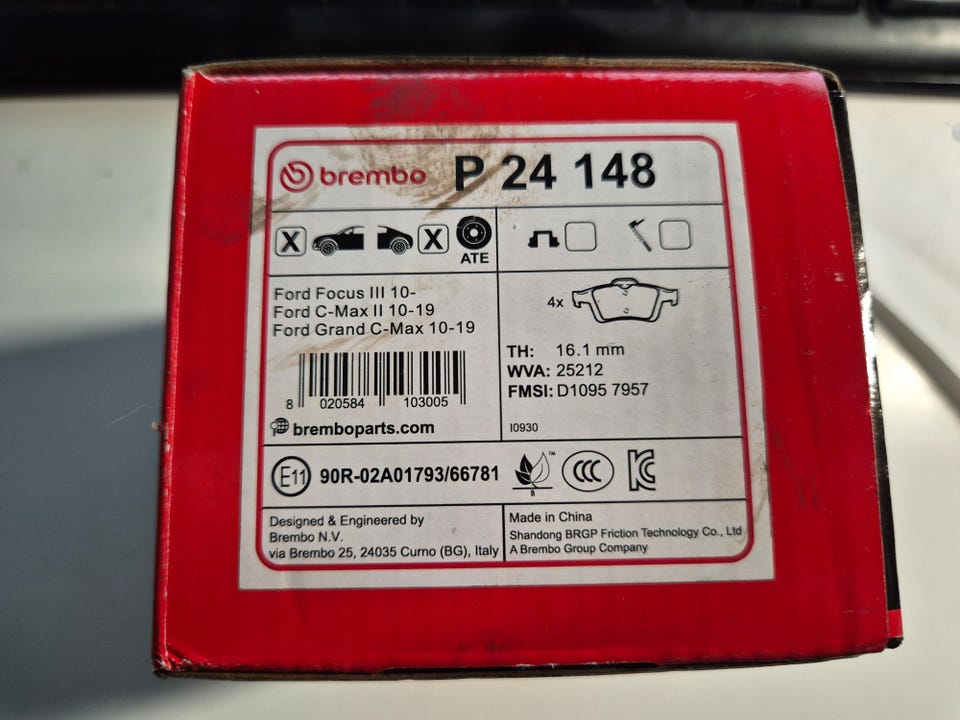 brembo P 24 148
X X
ATE
Ford Focus III 10-
Ford C-Max II 10-19
Ford Grand C-Max 10-19
8 020584 103005
bremboparts.com
4x
TH: 16.1 mm
WVA: 25212
FMSI: D1095 7957
I0930
E11 90R-02A01793/66781 TM B CCC KC
Designed & Engineered by
Brembo N.V.
via Brembo 25, 24035 Curno (BG), Italy
Made in China
Shandong BRGP Friction Technology Co., Ltd
A Brembo Group Company